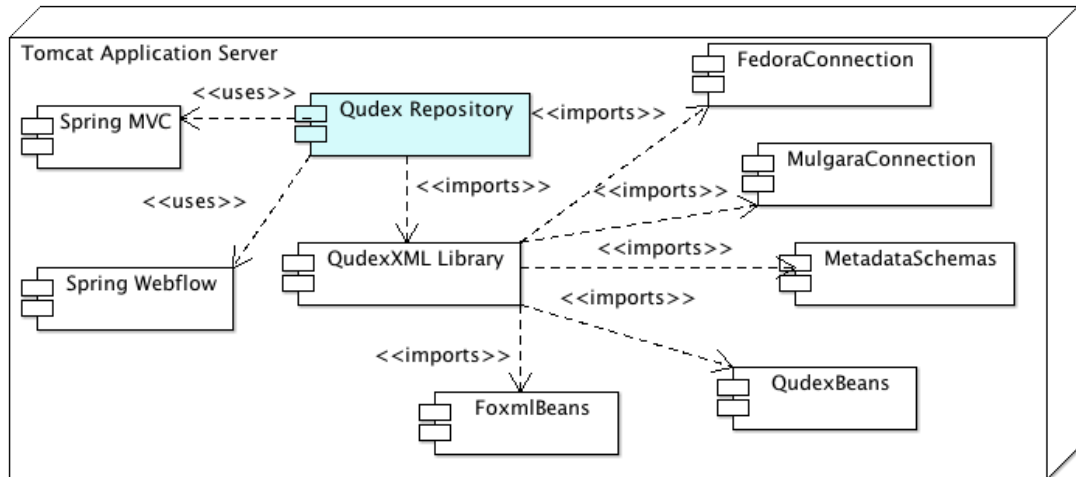 Tomcat Application Server
FedoraConnection
<<uses>>
Qudex Repository
<<imports>>
Spring MVC
MulgaraConnection
<<imports>>
<<imports>>
<<uses>>
QudexXML Library
<<imports>>
MetadataSchemas
Spring Webflow
<<imports>>
<<imports>>
QudexBeans
FoxmlBeans